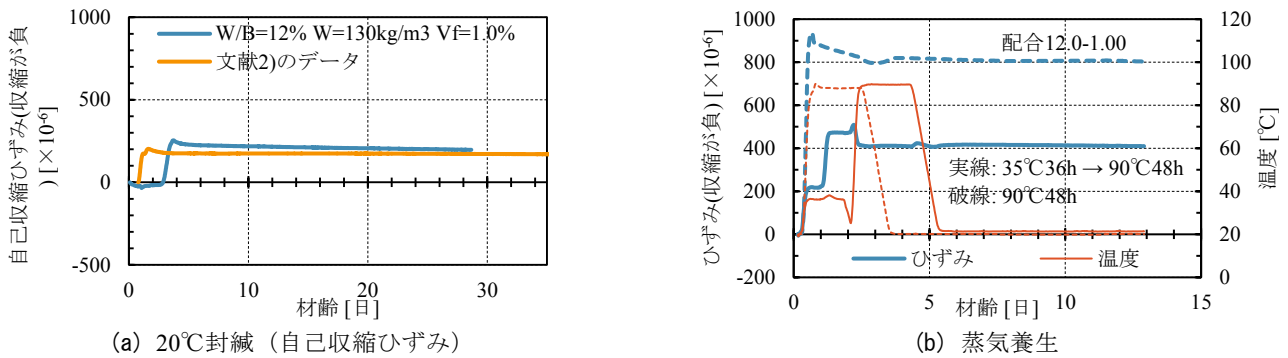 自己収縮ひずみ(収縮が負
) [×10-6]
1000
500
0
-500
W/B=12% W=130kg/m3 Vf=1.0%
文献2)のデータ
0
10
20
30
材齢 [日]
(a) 20℃封緘（自己収縮ひずみ）
ひずみ(収縮が負) [×10-6]
1000
800
600
400
200
0
-200
配合12.0-1.00
実線: 35℃36h → 90℃48h
破線: 90℃48h
ひずみ
温度
120
100
80
60
40
20
0
温度 [℃]
0
5
10
15
材齢 [日]
(b) 蒸気養生